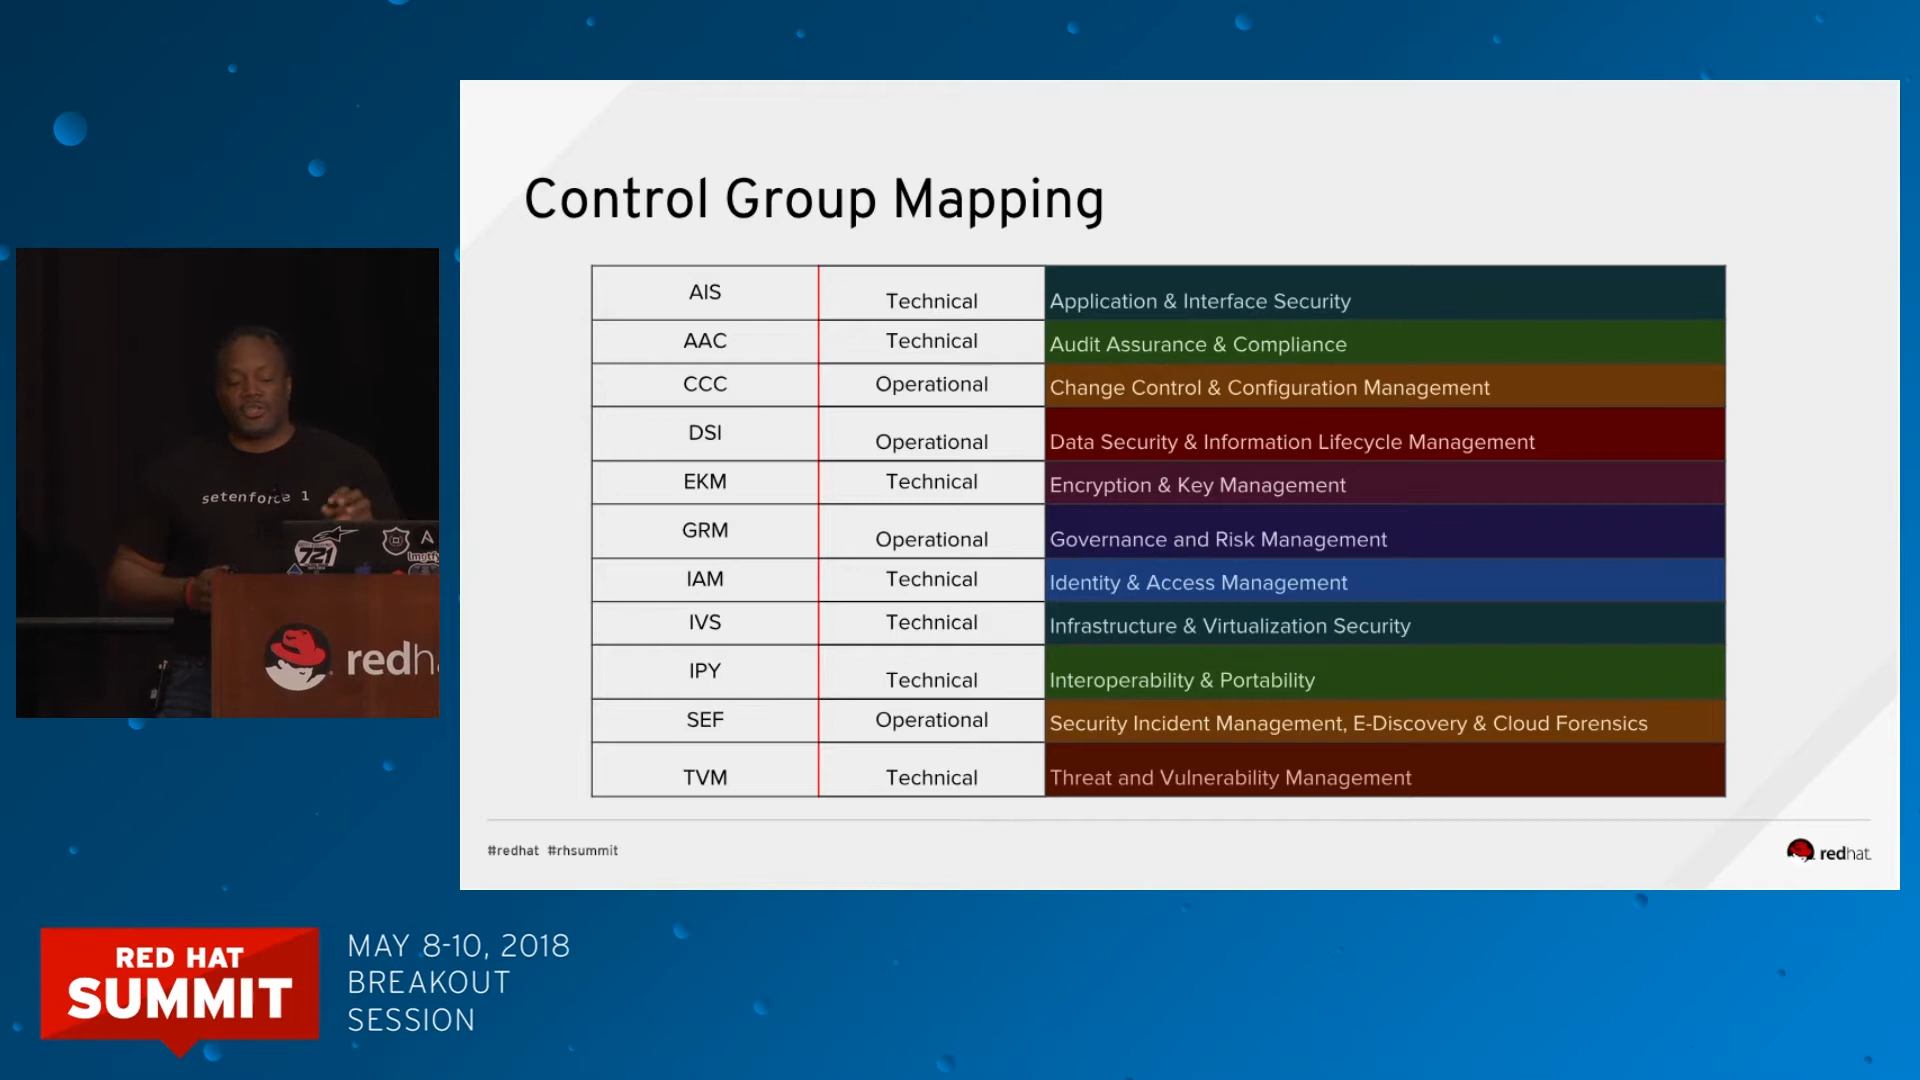 Control Group Mapping
AIS Technical Application & Interface Security
AAC Technical Audit Assurance & Compliance
CCC Operational Change Control & Configuration Management
DSI Operational Data Security & Information Lifecycle Management
EKM Technical Encryption & Key Management
GRM Operational Governance and Risk Management
IAM Technical Identity & Access Management
IVS Technical Infrastructure & Virtualization Security
IPY Technical Interoperability & Portability
SEF Operational Security Incident Management, E-Discovery & Cloud Forensics
TVM Technical Threat and Vulnerability Management
#redhat #rhsummit
redhat.
setenforce 1
721
A
lmgtfy
redh
RED HAT
SUMMIT
MAY 8-10, 2018
BREAKOUT
SESSION